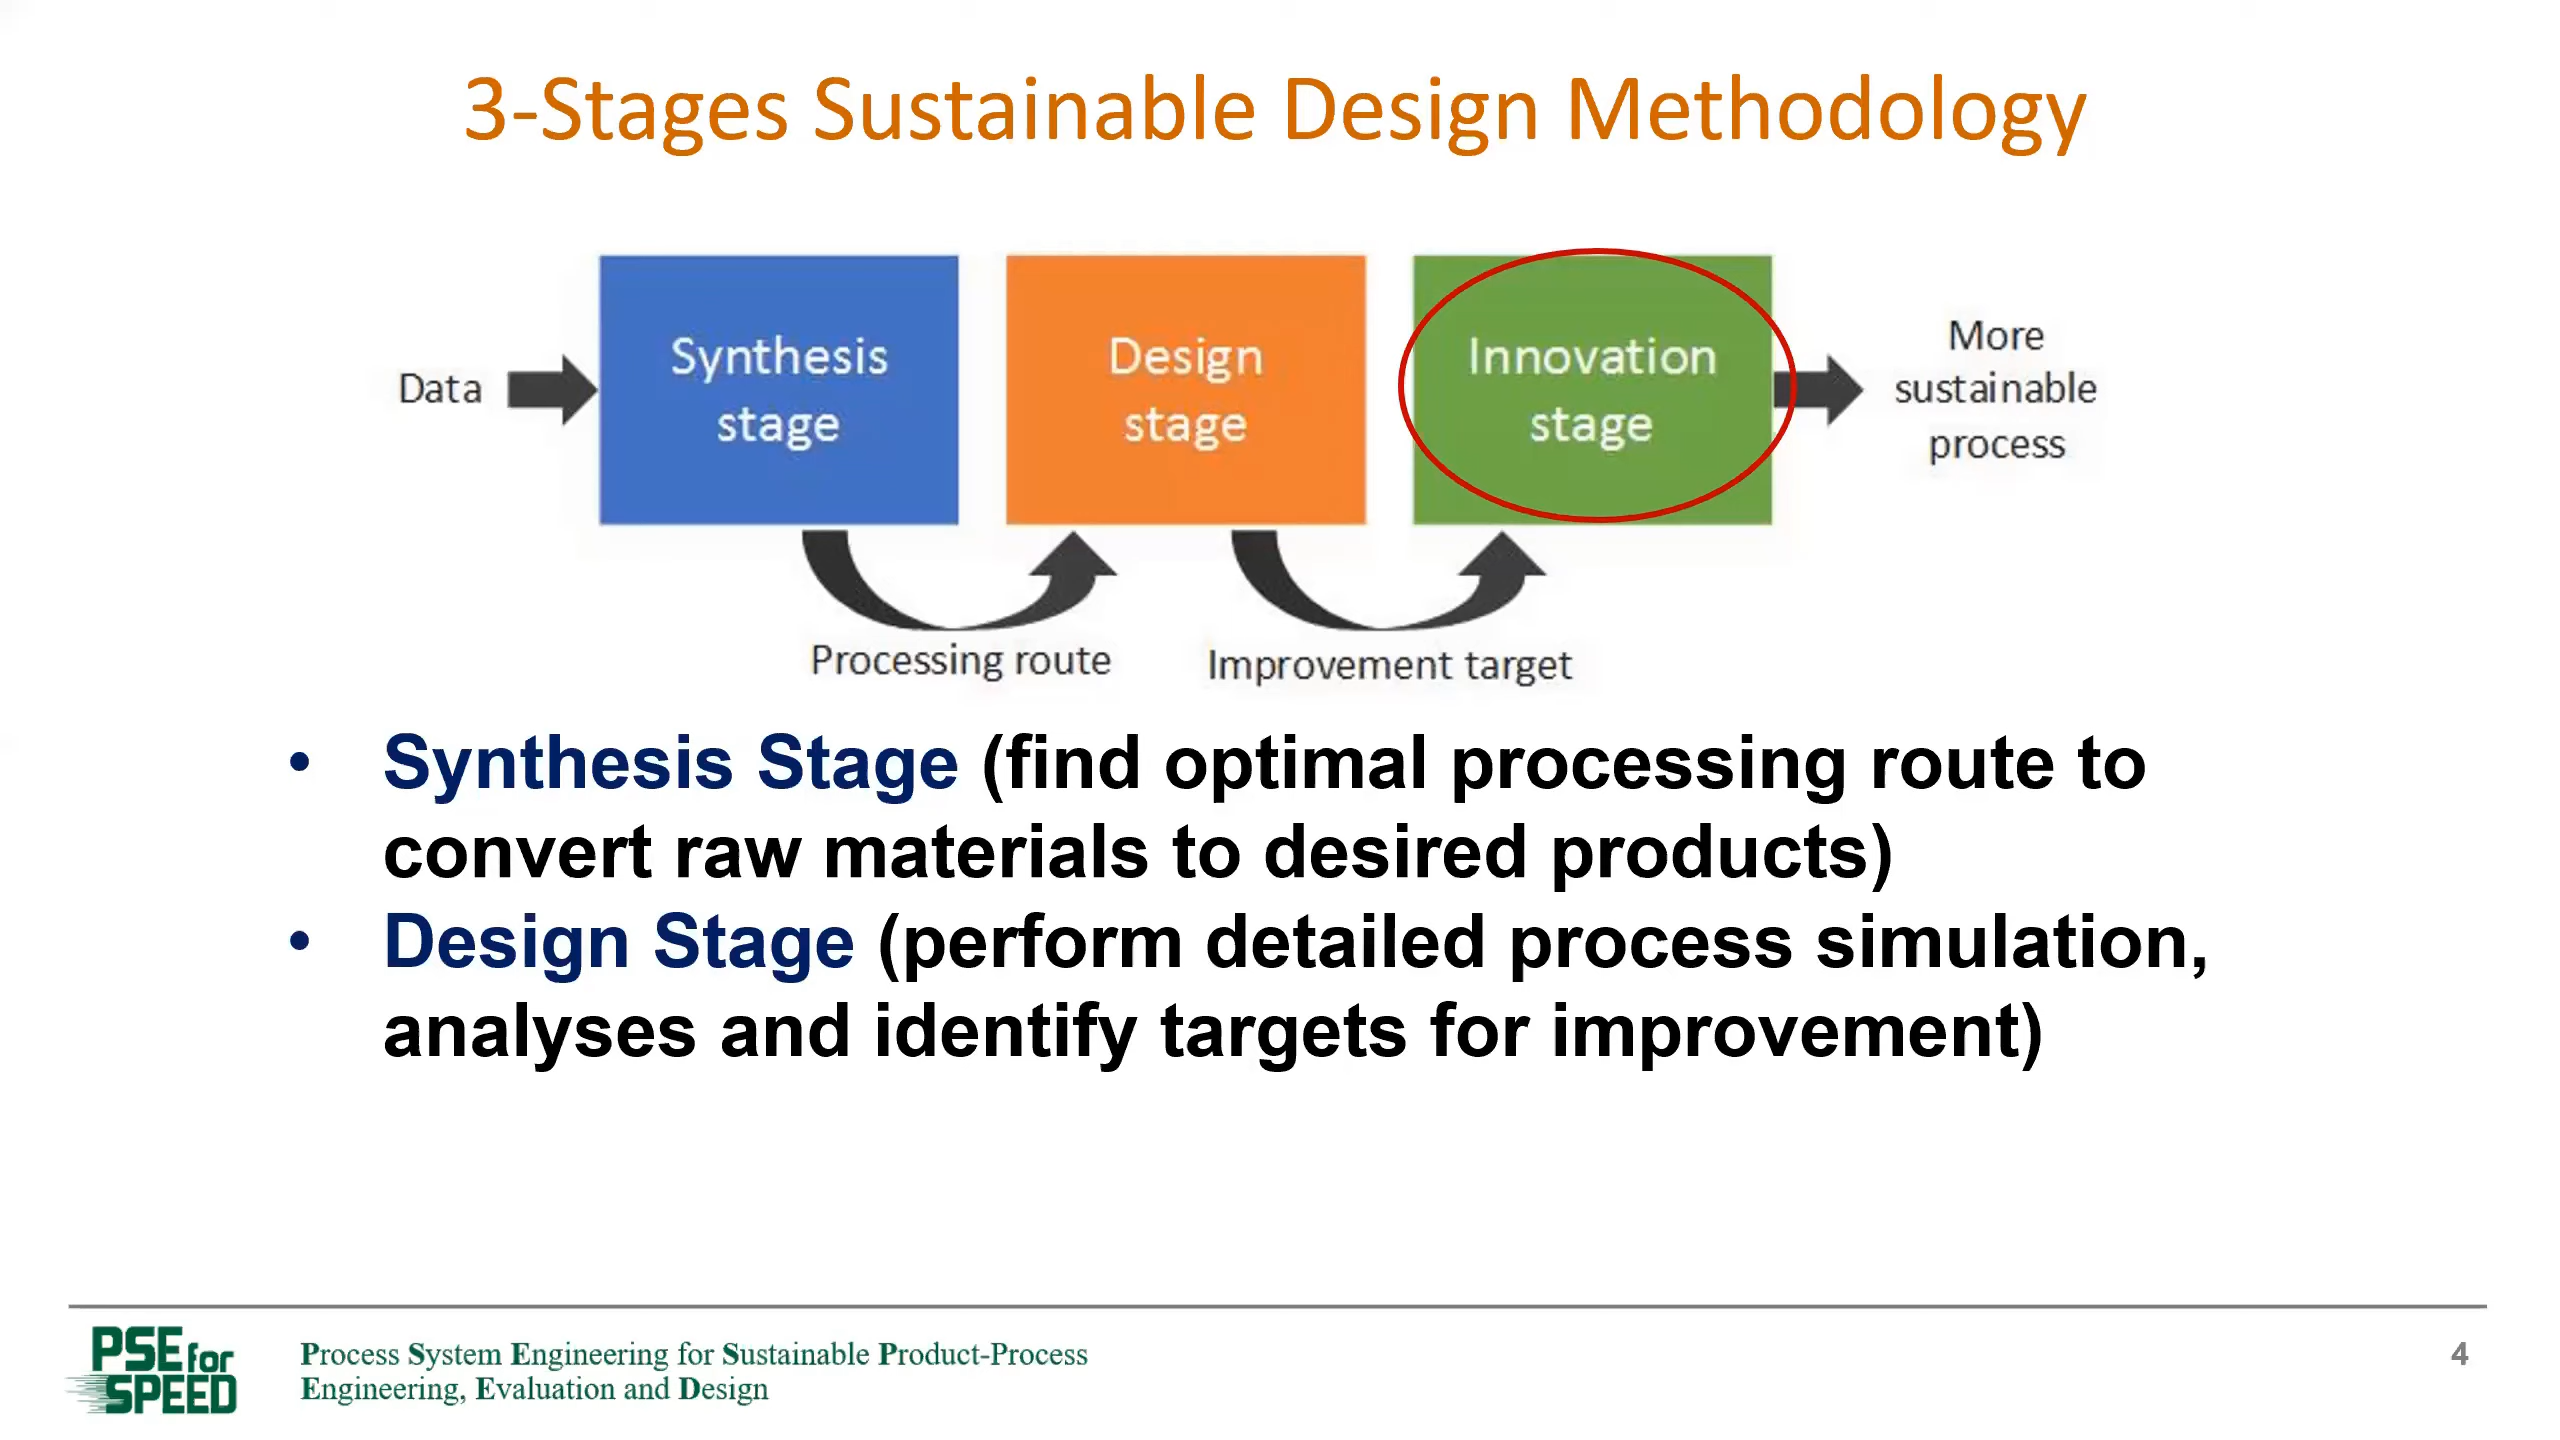 3-Stages Sustainable Design Methodology
Data
Synthesis
stage
Design
stage
Innovation
stage
More
sustainable
process
Processing route
Improvement target
• Synthesis Stage (find optimal processing route to
convert raw materials to desired products)
• Design Stage (perform detailed process simulation,
analyses and identify targets for improvement)
PSE for
SPEED
Process System Engineering for Sustainable Product-Process
Engineering, Evaluation and Design
4